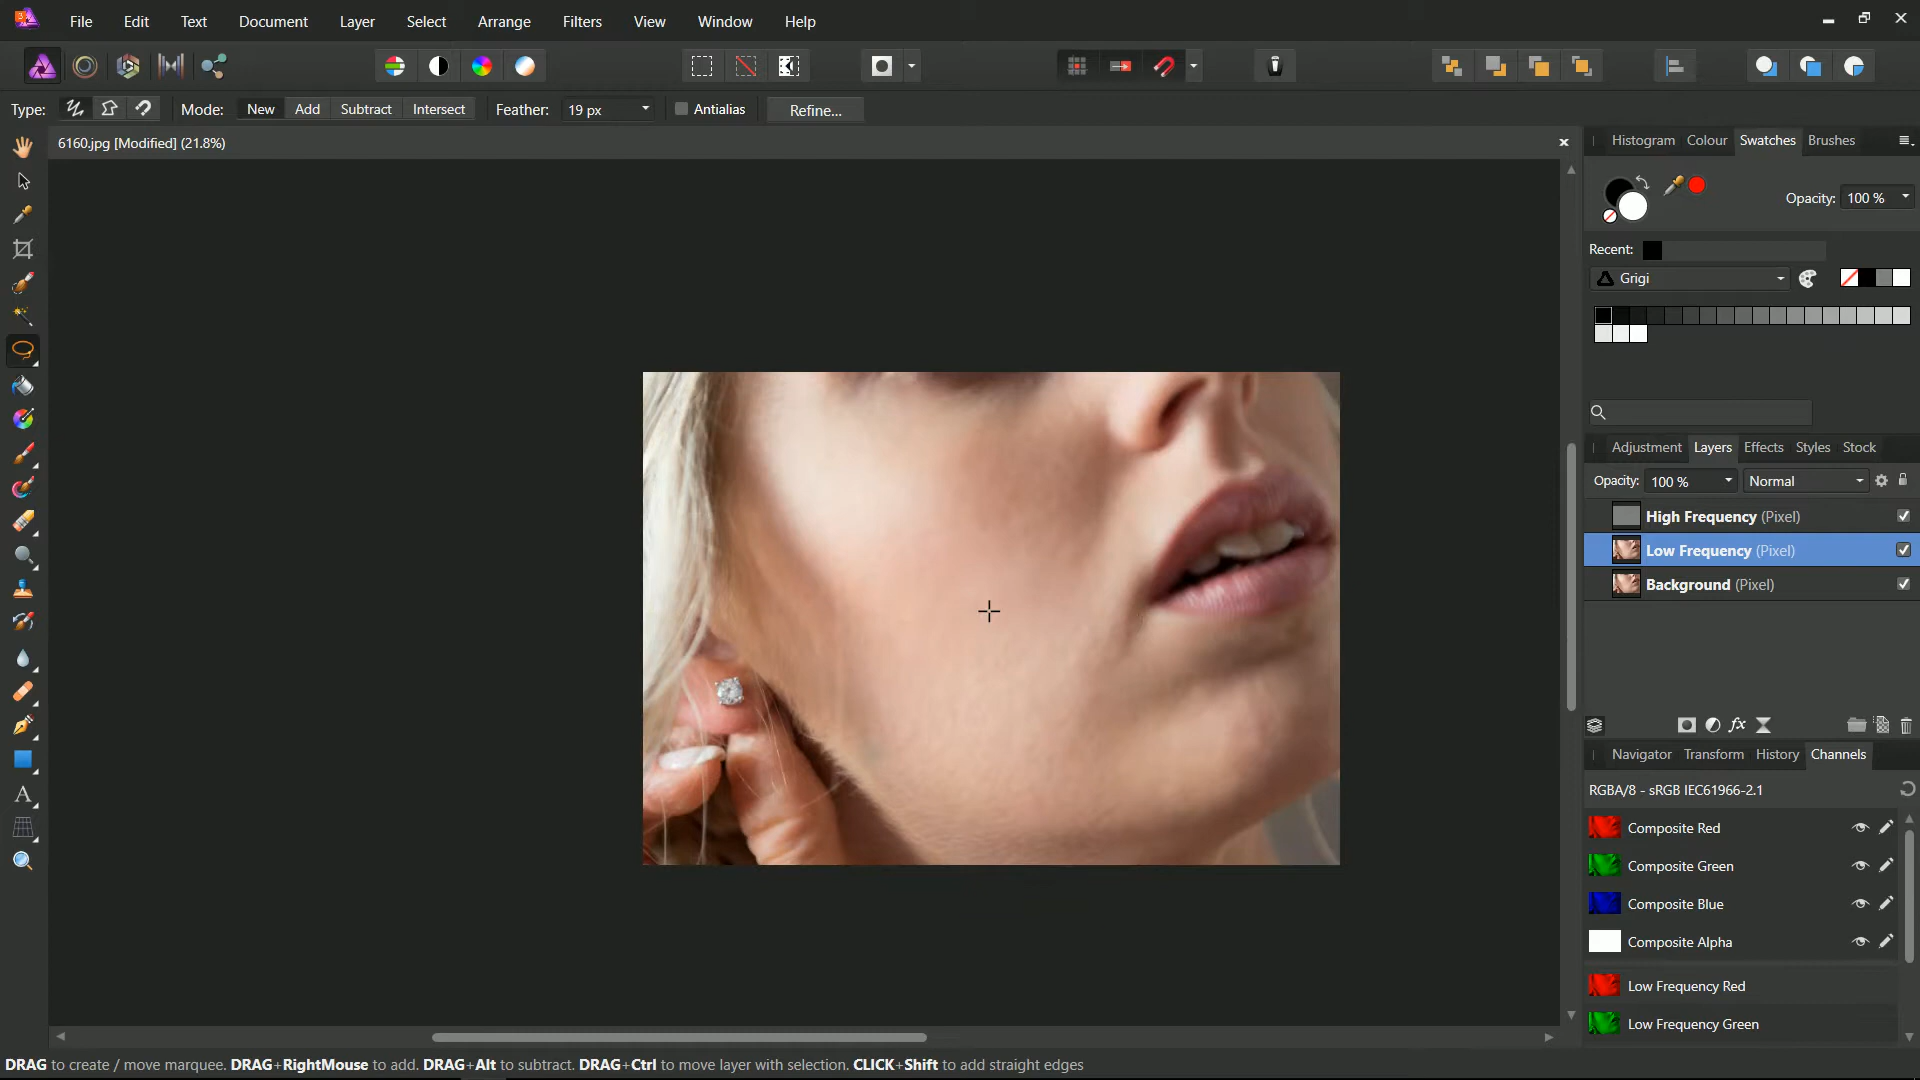 File Edit Text Document Layer Select Arrange Filters View Window Help
Type: Mode: New Add Subtract Intersect Feather: 19 px Antialias Refine...
6160.jpg [Modified] (21.8%)
Histogram Colour Swatches Brushes
Opacity: 100 %
Recent:
Grigi
Adjustment Layers Effects Styles Stock
Opacity: 100 % Normal
High Frequency (Pixel)
Low Frequency (Pixel)
Background (Pixel)
fx
Navigator Transform History Channels
RGBA/8 - sRGB IEC61966-2.1
Composite Red
Composite Green
Composite Blue
Composite Alpha
Low Frequency Red
Low Frequency Green
A
DRAG to create / move marquee. DRAG+RightMouse to add. DRAG+Alt to subtract. DRAG+Ctrl to move layer with selection. CLICK+Shift to add straight edges